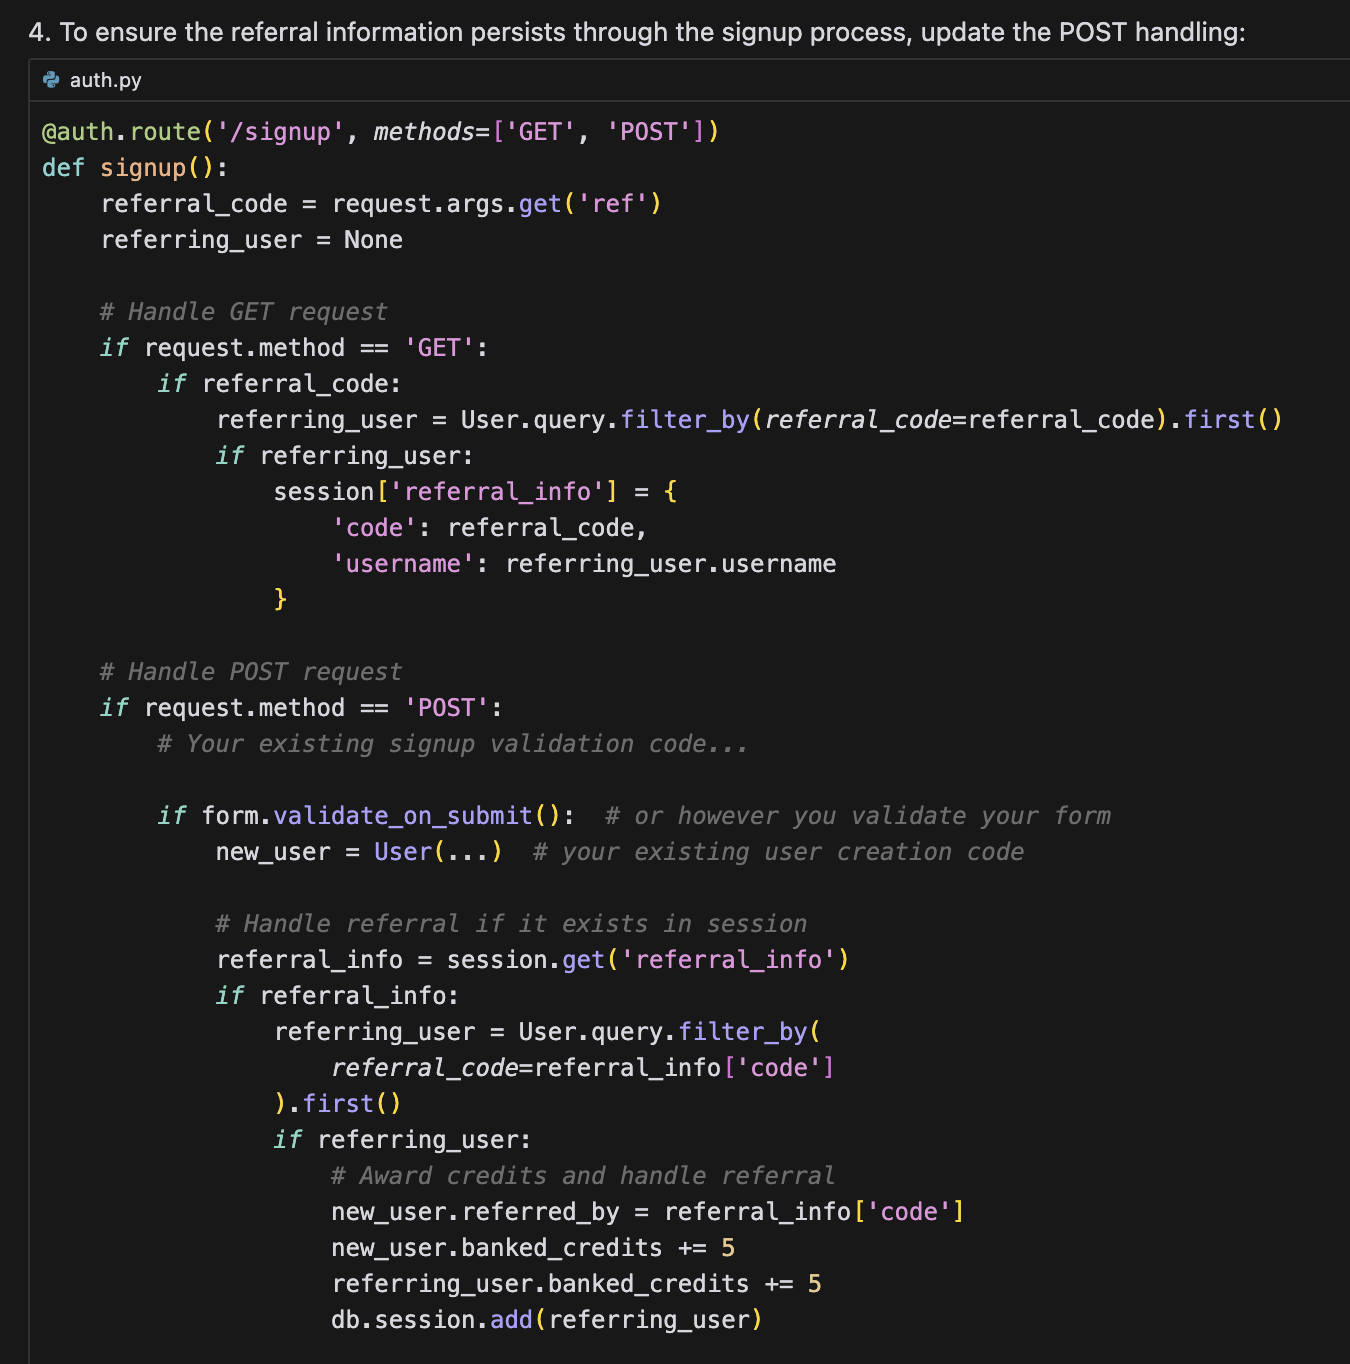 4. To ensure the referral information persists through the signup process, update the POST handling:
auth.py
@auth.route('/signup', methods=['GET', 'POST'])
def signup():
    referral_code = request.args.get('ref')
    referring_user = None

    # Handle GET request
    if request.method == 'GET':
        if referral_code:
            referring_user = User.query.filter_by(referral_code=referral_code).first()
            if referring_user:
                session['referral_info'] = {
                    'code': referral_code,
                    'username': referring_user.username
                }

    # Handle POST request
    if request.method == 'POST':
        # Your existing signup validation code...

        if form.validate_on_submit():  # or however you validate your form
            new_user = User(...)  # your existing user creation code

            # Handle referral if it exists in session
            referral_info = session.get('referral_info')
            if referral_info:
                referring_user = User.query.filter_by(
                    referral_code=referral_info['code']
                ).first()
                if referring_user:
                    # Award credits and handle referral
                    new_user.referred_by = referral_info['code']
                    new_user.banked_credits += 5
                    referring_user.banked_credits += 5
                    db.session.add(referring_user)